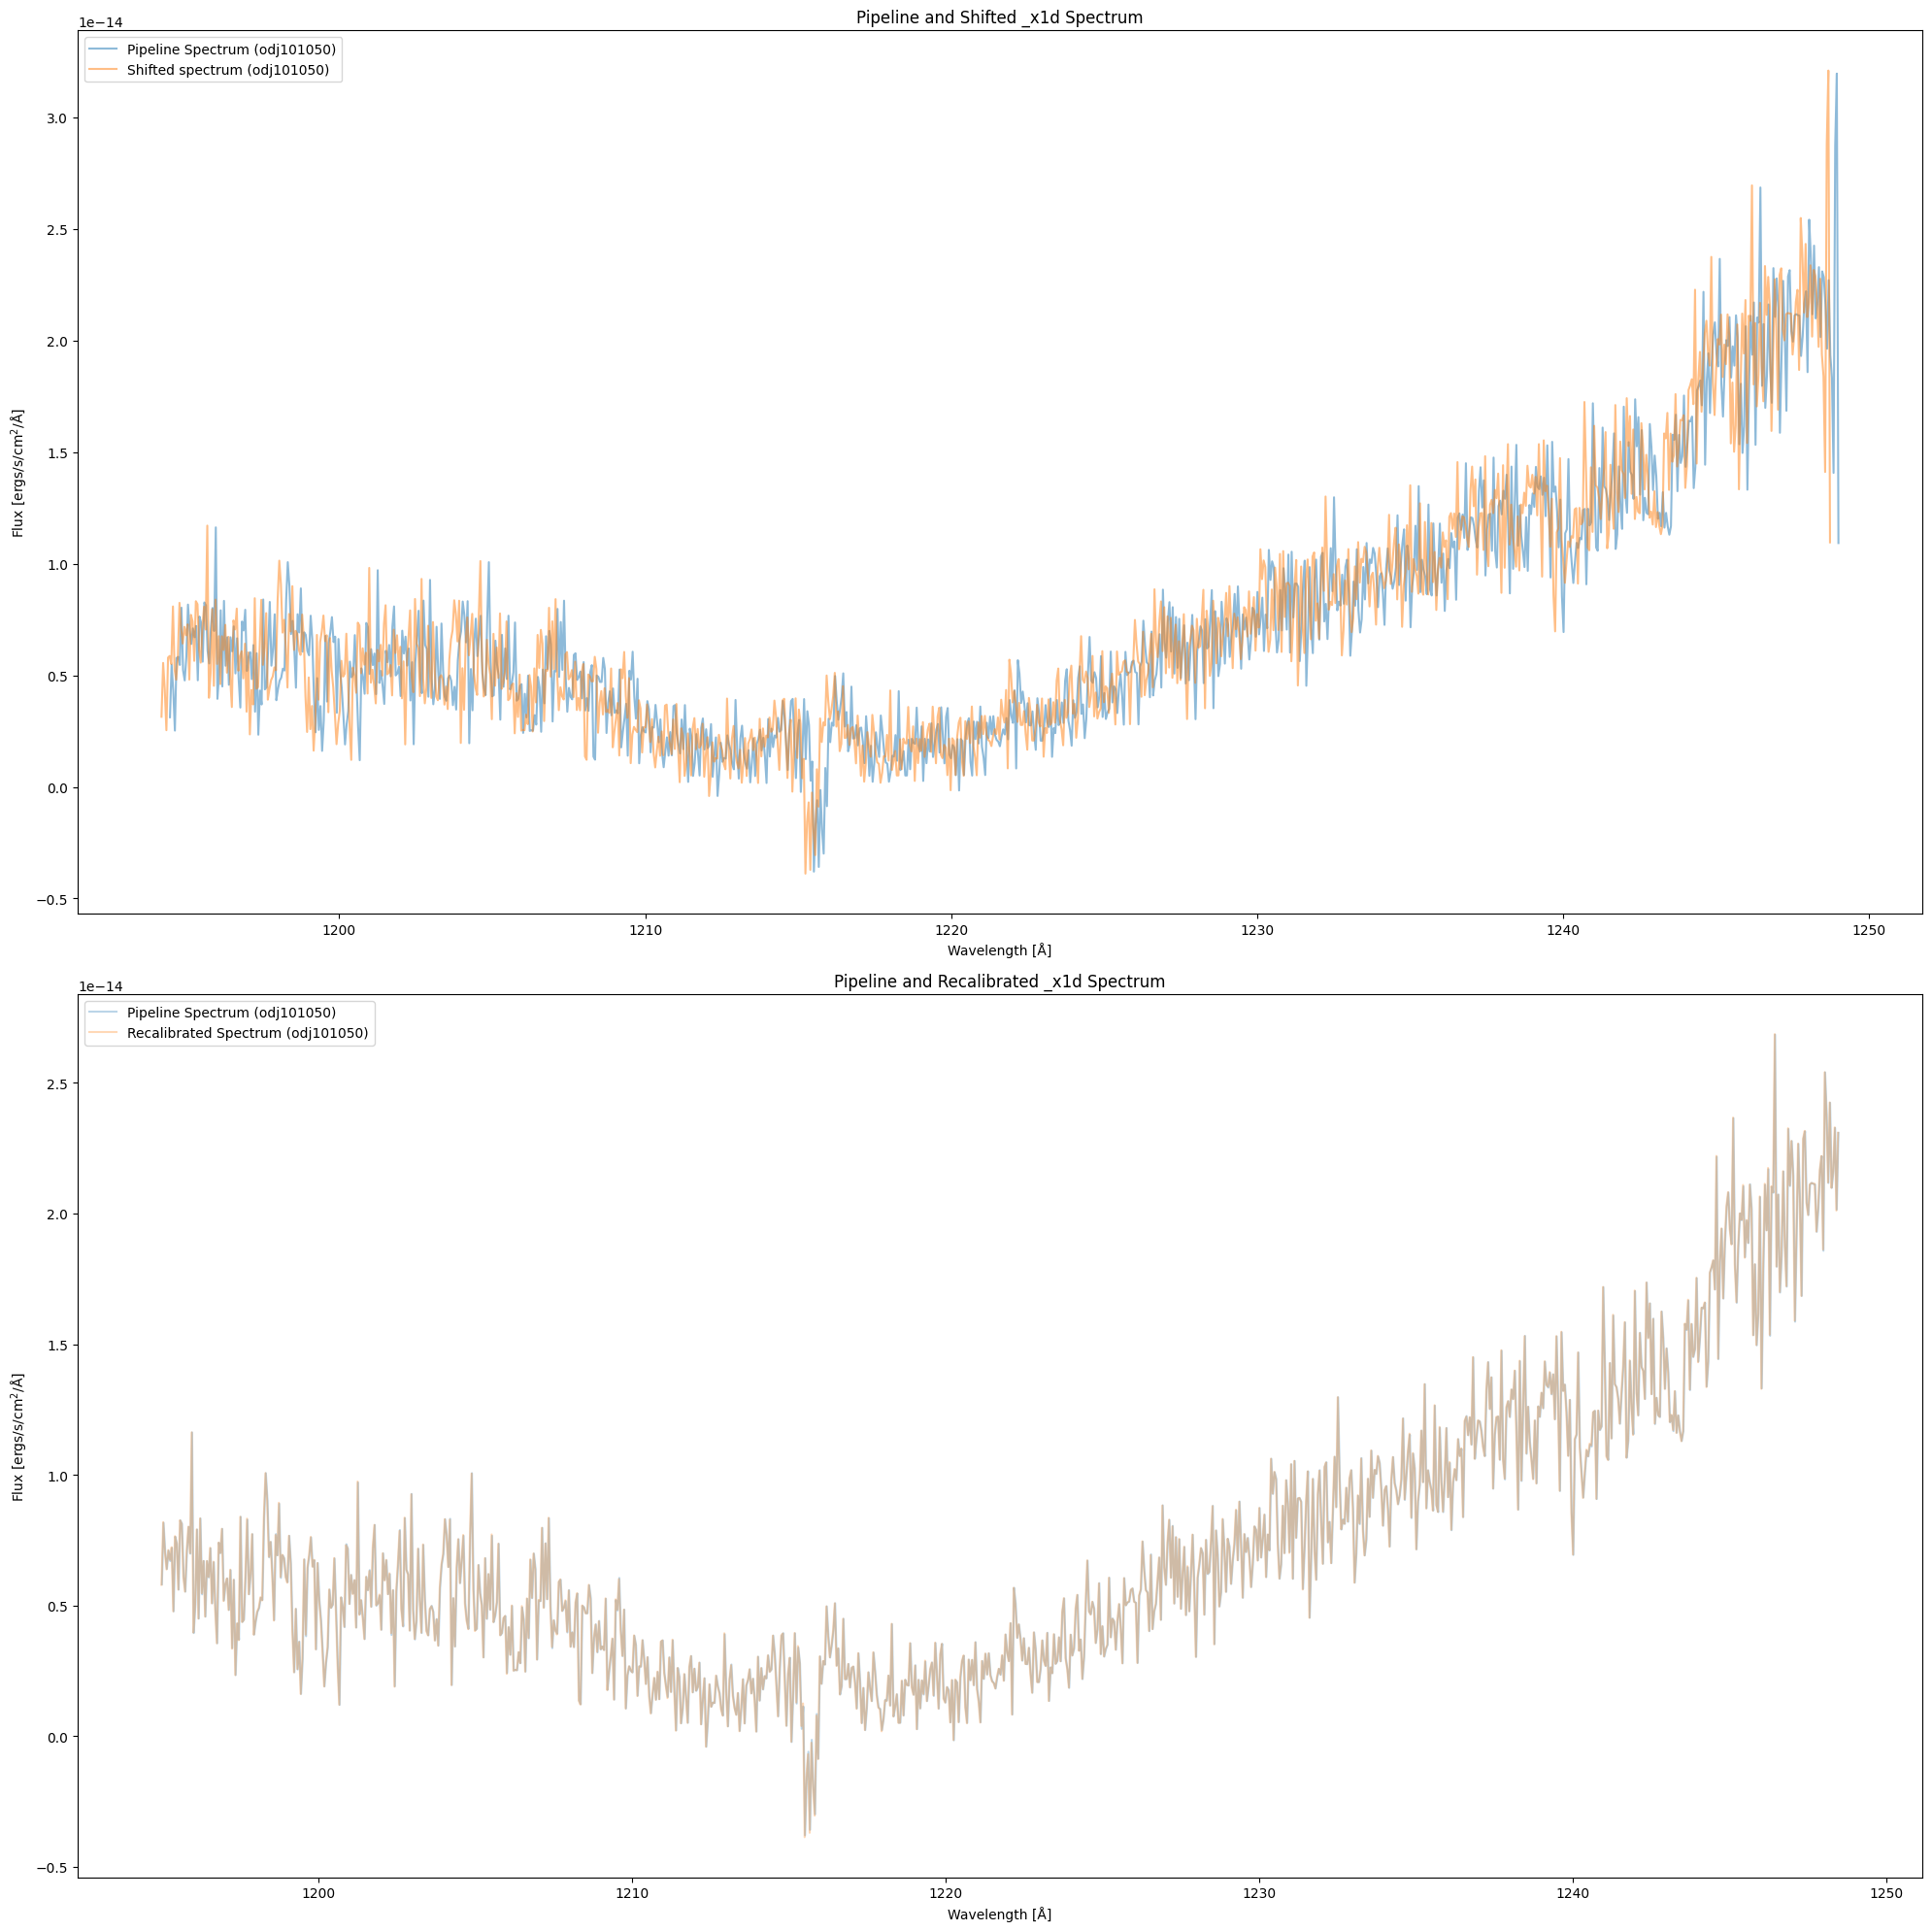 Pipeline and Shifted _x1d Spectrum
1e−14
Pipeline Spectrum (odj101050)
Shifted spectrum (odj101050)
3.0
2.5
2.0
1.5
1.0
0.5
0.0
−0.5
Flux [ergs/s/cm²/Å]
1200 1210 1220 1230 1240 1250
Wavelength [Å]
Pipeline and Recalibrated _x1d Spectrum
1e−14
Pipeline Spectrum (odj101050)
Recalibrated Spectrum (odj101050)
2.5
2.0
1.5
1.0
0.5
0.0
−0.5
Flux [ergs/s/cm²/Å]
1200 1210 1220 1230 1240 1250
Wavelength [Å]